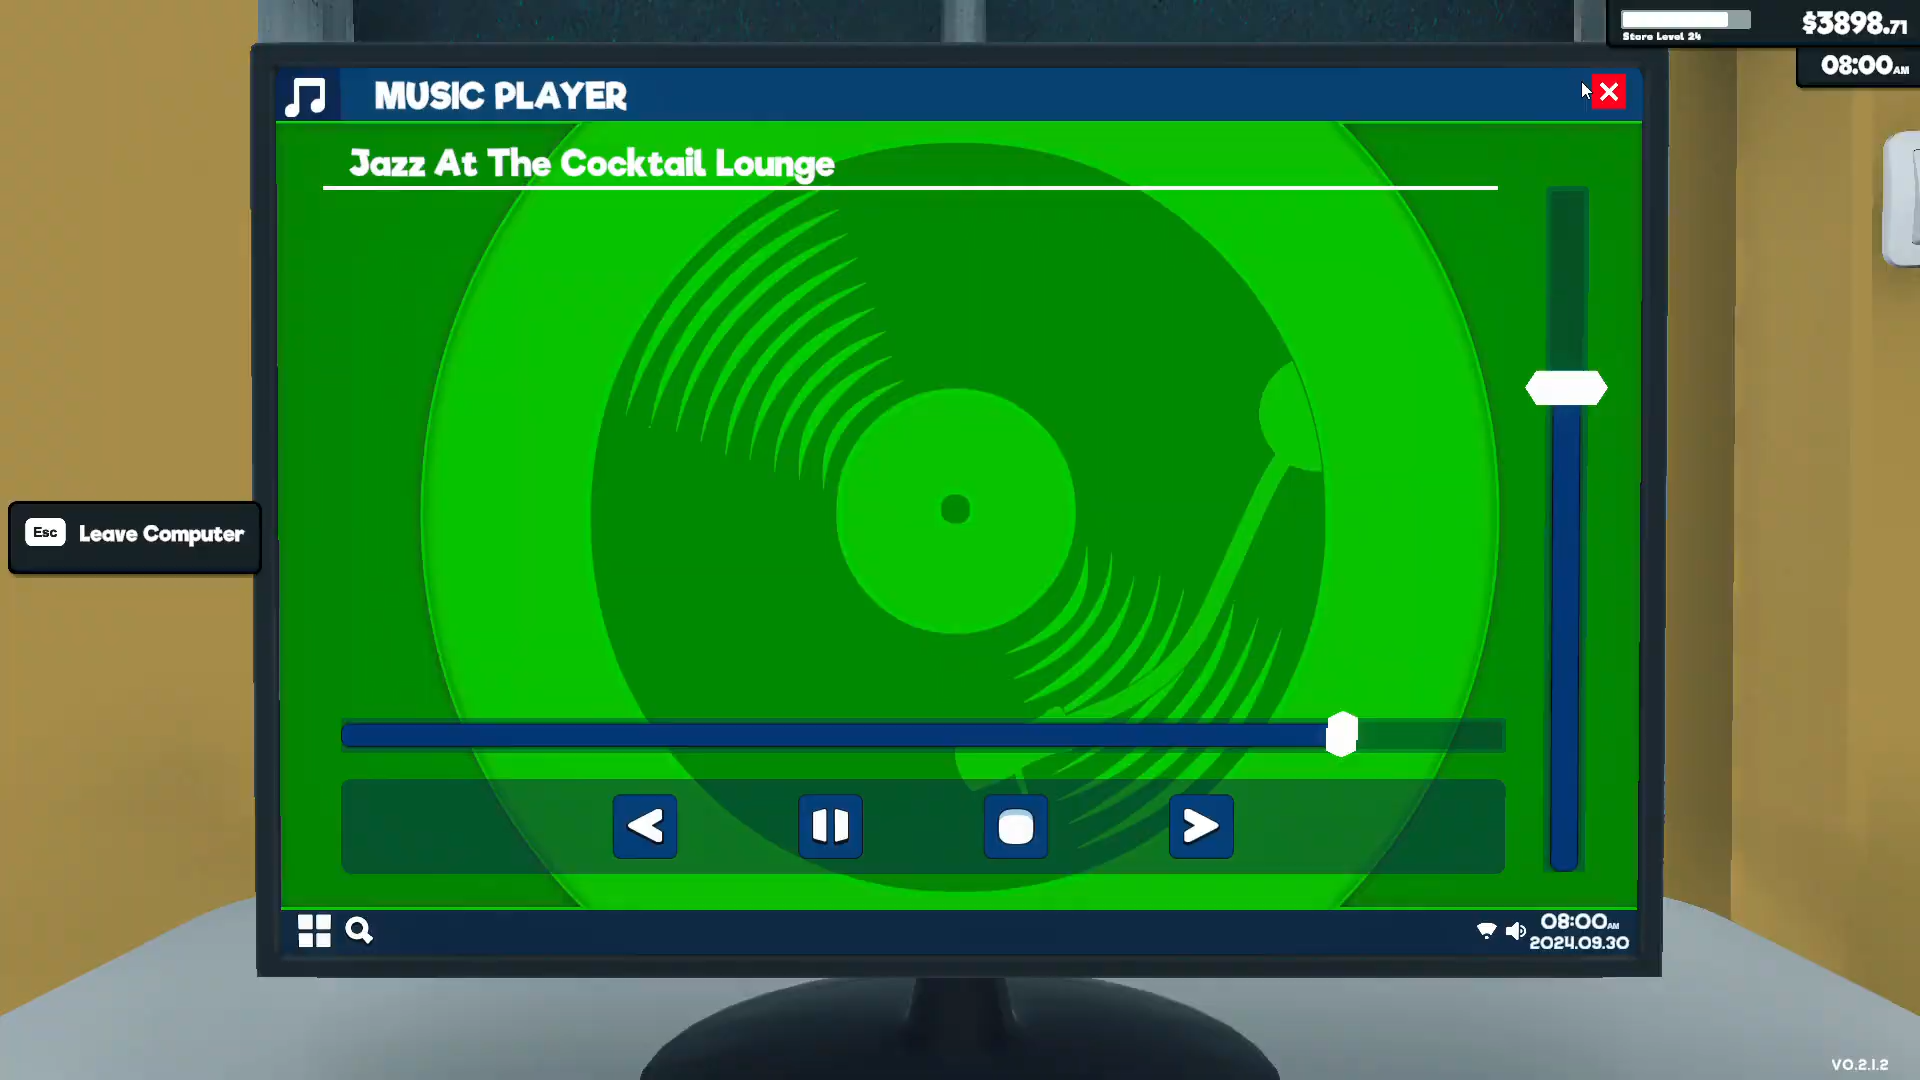 $3898.71
Store Level 24
08:00AM
MUSIC PLAYER
Jazz At The Cocktail Lounge
Esc Leave Computer
08:00AM
2024.09.30
V0.2.1.2